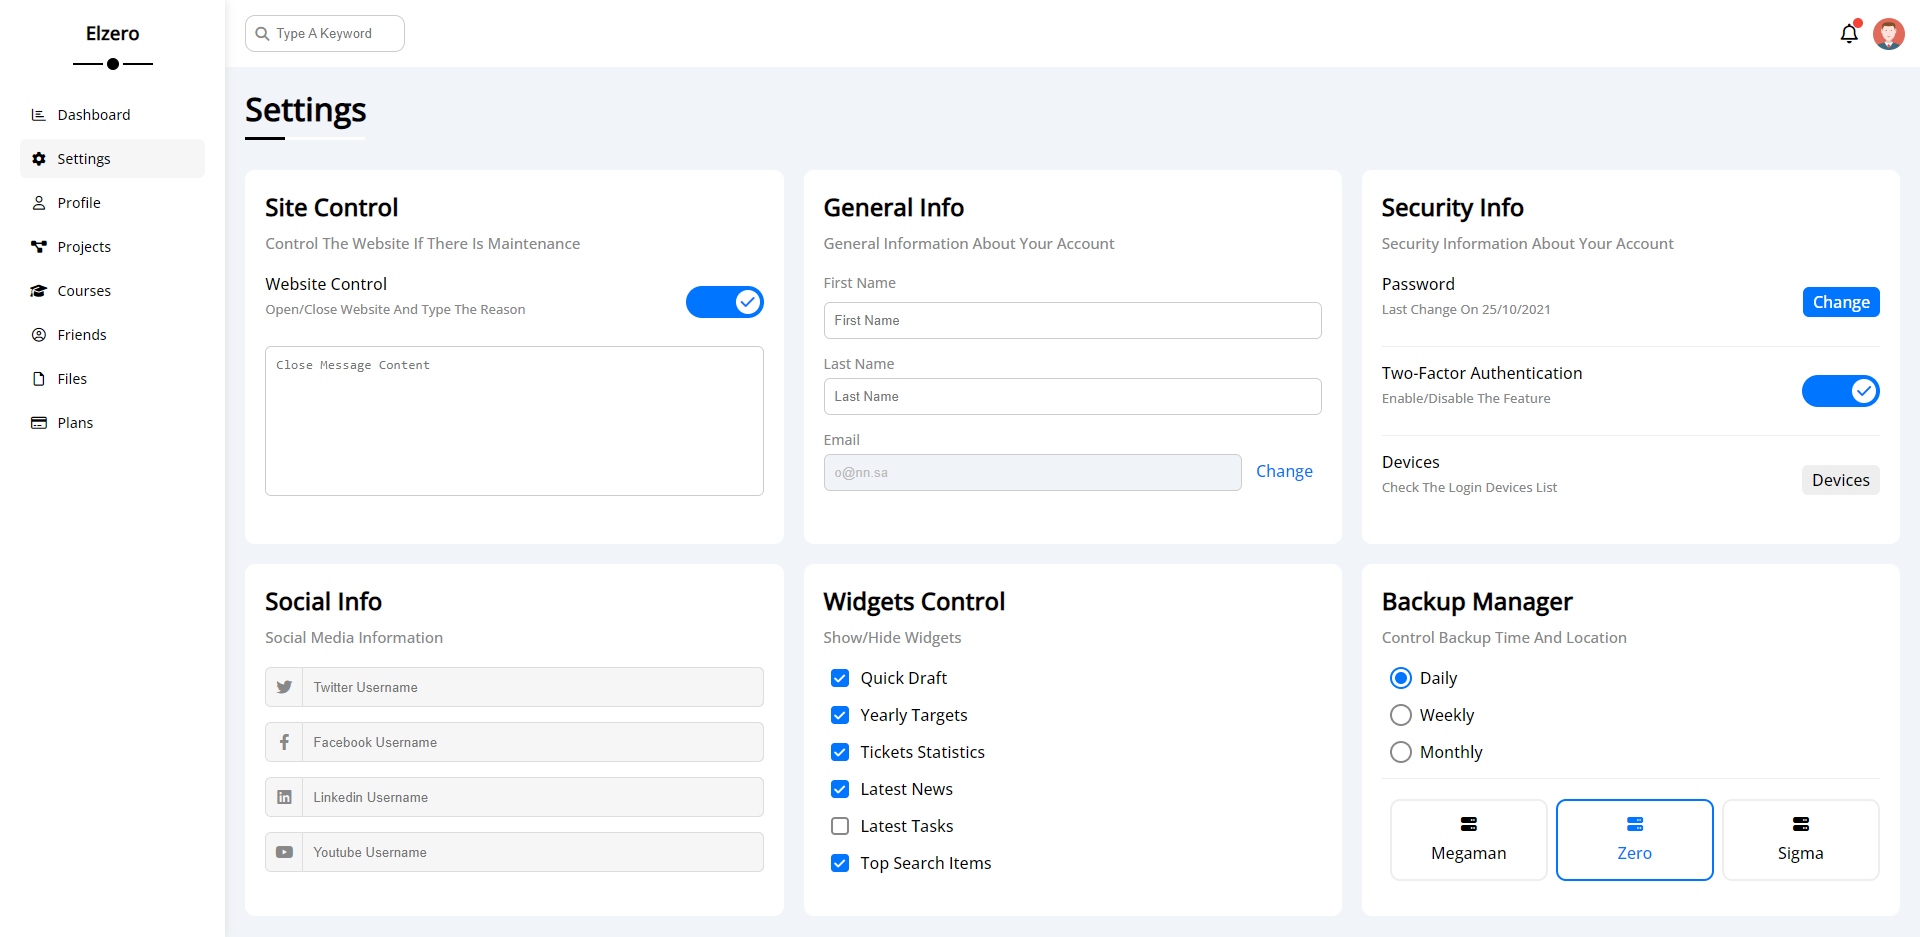 Elzero
Type A Keyword
Dashboard
Settings
Profile
Projects
Courses
Friends
Files
Plans
Settings
Site Control
Control The Website If There Is Maintenance
Website Control
Open/Close Website And Type The Reason
Close Message Content
General Info
General Information About Your Account
First Name
First Name
Last Name
Last Name
Email
o@nn.sa
Change
Security Info
Security Information About Your Account
Password
Last Change On 25/10/2021
Change
Two-Factor Authentication
Enable/Disable The Feature
Devices
Check The Login Devices List
Devices
Social Info
Social Media Information
Twitter Username
Facebook Username
Linkedin Username
Youtube Username
Widgets Control
Show/Hide Widgets
Quick Draft
Yearly Targets
Tickets Statistics
Latest News
Latest Tasks
Top Search Items
Backup Manager
Control Backup Time And Location
Daily
Weekly
Monthly
Megaman
Zero
Sigma